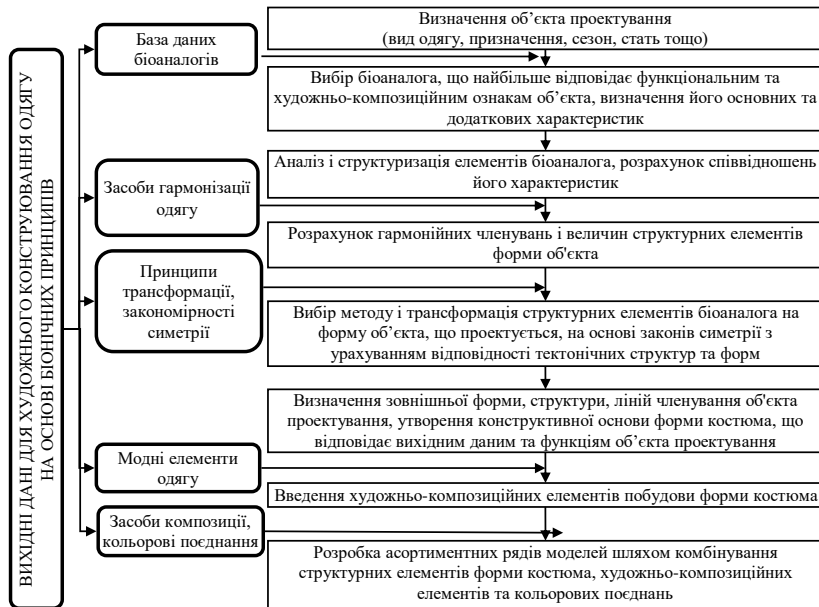 ВИХІДНІ ДАНІ ДЛЯ ХУДОЖНЬОГО КОНСТРУЮВАННЯ ОДЯГУ
НА ОСНОВІ БІОНІЧНИХ ПРИНЦИПІВ
База даних
біоаналогів
Засоби гармонізації
одягу
Принципи
трансформації,
закономірності
симетрії
Модні елементи
одягу
Засоби композиції,
кольорові поєднання
Визначення об’єкта проектування
(вид одягу, призначення, сезон, стать тощо)
Вибір біоаналога, що найбільше відповідає функціональним та
художньо-композиційним ознакам об’єкта, визначення його основних та
додаткових характеристик
Аналіз і структуризація елементів біоаналога, розрахунок співвідношень
його характеристик
Розрахунок гармонійних членувань і величин структурних елементів
форми об'єкта
Вибір методу і трансформація структурних елементів біоаналога на
форму об’єкта, що проектується, на основі законів симетрії з
урахуванням відповідності тектонічних структур та форм
Визначення зовнішньої форми, структури, ліній членування об'єкта
проектування, утворення конструктивної основи форми костюма, що
відповідає вихідним даним та функціям об’єкта проектування
Введення художньо-композиційних елементів побудови форми костюма
Розробка асортиментних рядів моделей шляхом комбінування
структурних елементів форми костюма, художньо-композиційних
елементів та кольорових поєднань